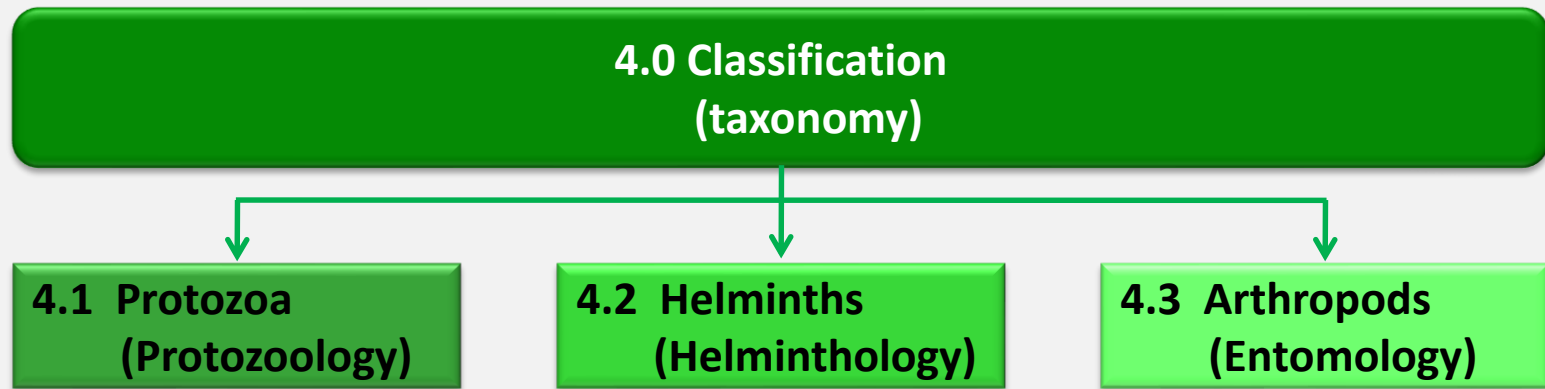 4.0 Classification
(taxonomy)
4.1 Protozoa
(Protozoology)
4.2 Helminths
(Helminthology)
4.3 Arthropods
(Entomology)